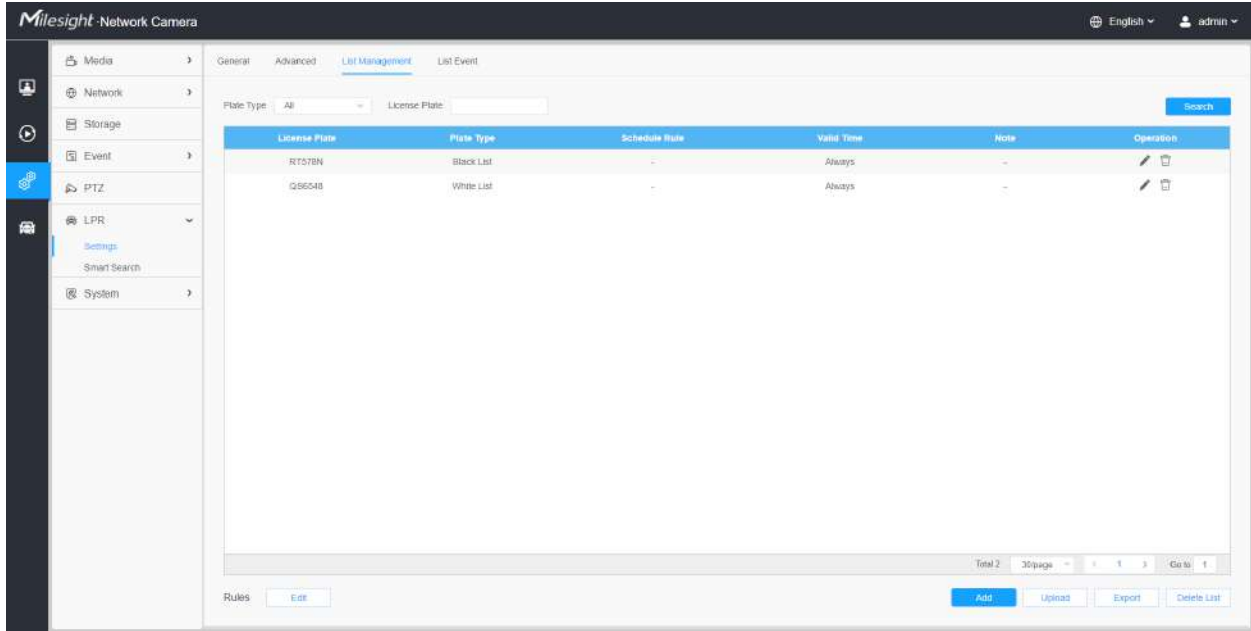 Milesight -Network Camera
English
admin
Media
Network
Storage
Event
PTZ
LPR
Settings
Smart Search
System
General Advanced List Management List Event
Plate Type All License Plate
Search
License Plate Plate Type Schedule Rule Valid Time Note Operation
RT578N Black List - Always -
QS6548 White List - Always -
Total 2 30/page < 1 > Go to 1
Rules Edit
Add Upload Export Delete List